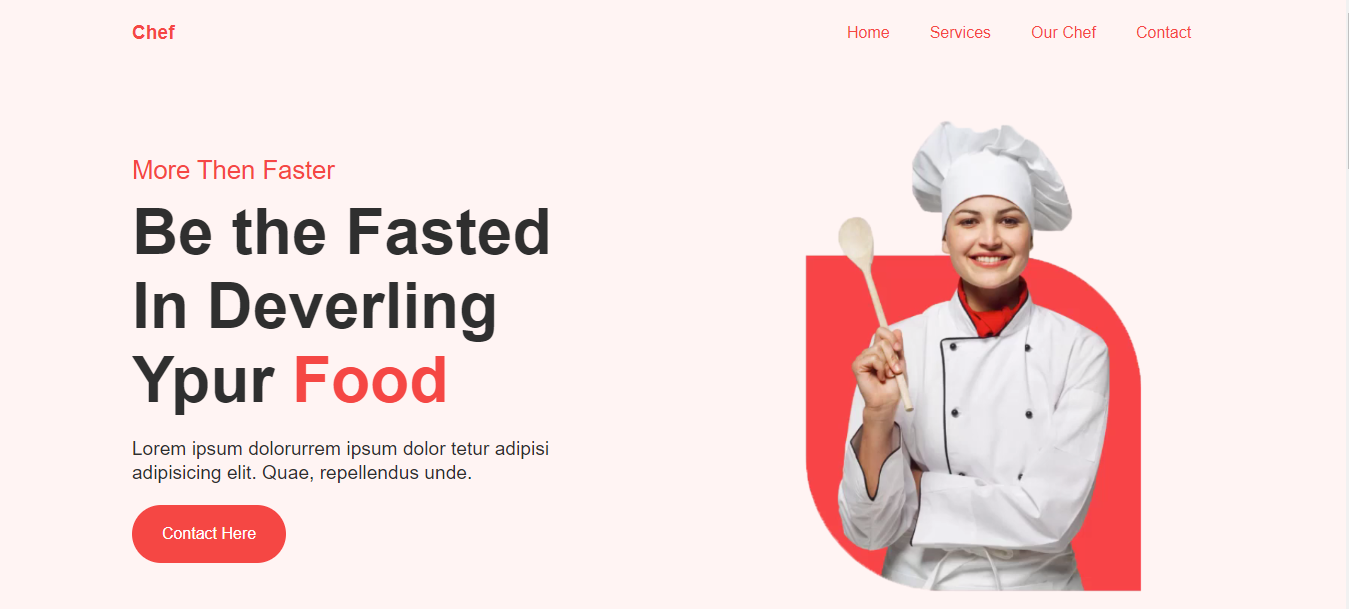 Chef
Home Services Our Chef Contact
More Then Faster
Be the Fasted
In Deverling
Ypur Food
Lorem ipsum dolorurrem ipsum dolor tetur adipisi
adipisicing elit. Quae, repellendus unde.
Contact Here